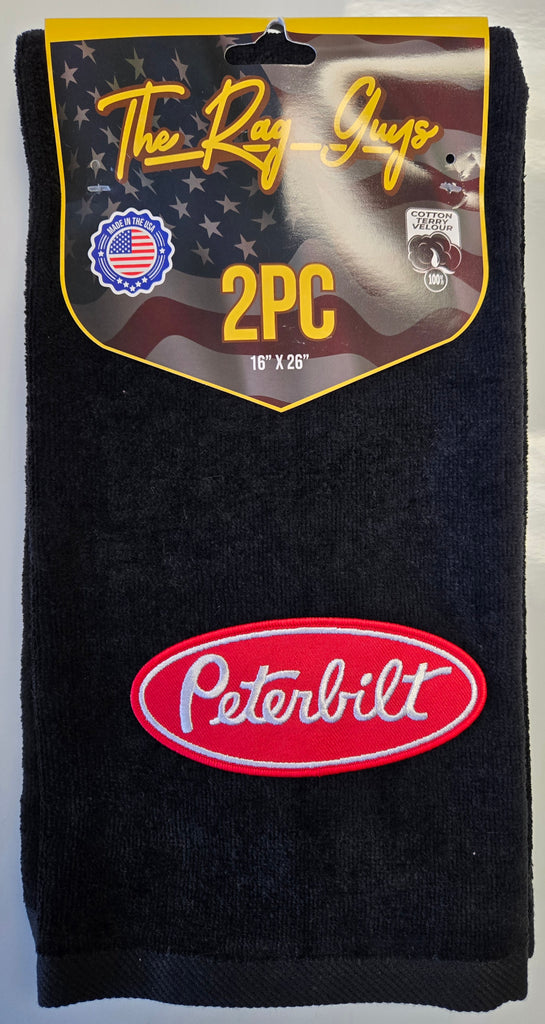 The Rag Guys
MADE IN THE USA
COTTON
TERRY
VELOUR
100%
2PC
16" X 26"
Peterbilt